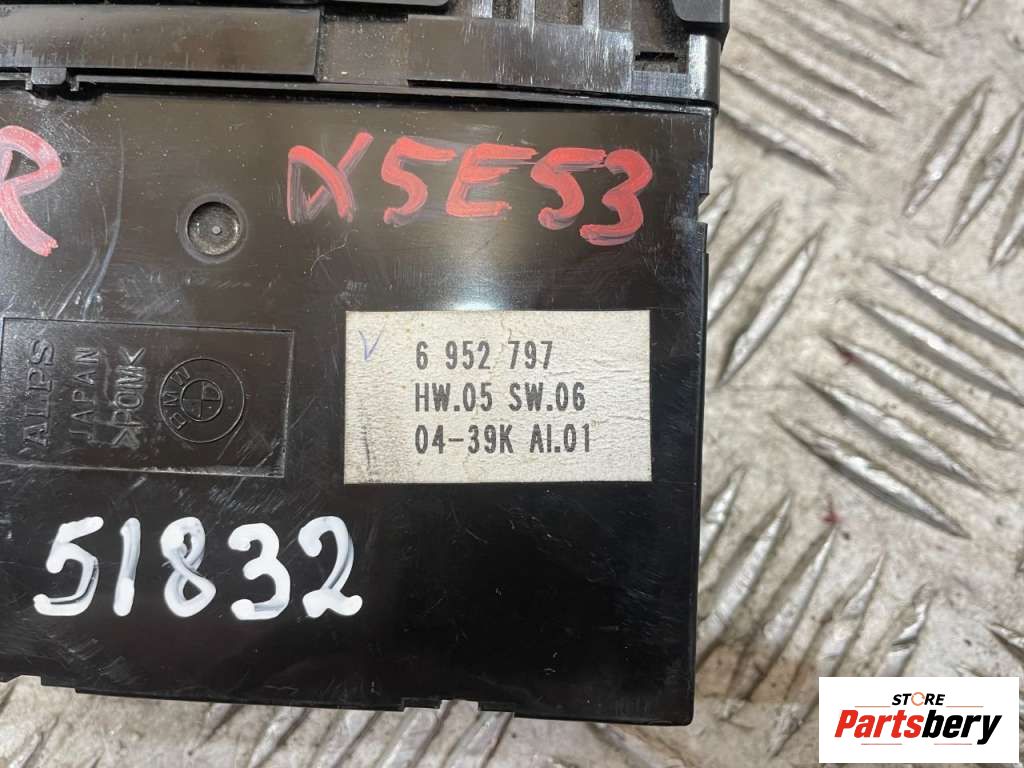 R X5E53
ALPS
JAPAN
>POM<
BMW
V 6 952 797
HW.05 SW.06
04-39K AI.01
51832
STORE
Partsbery